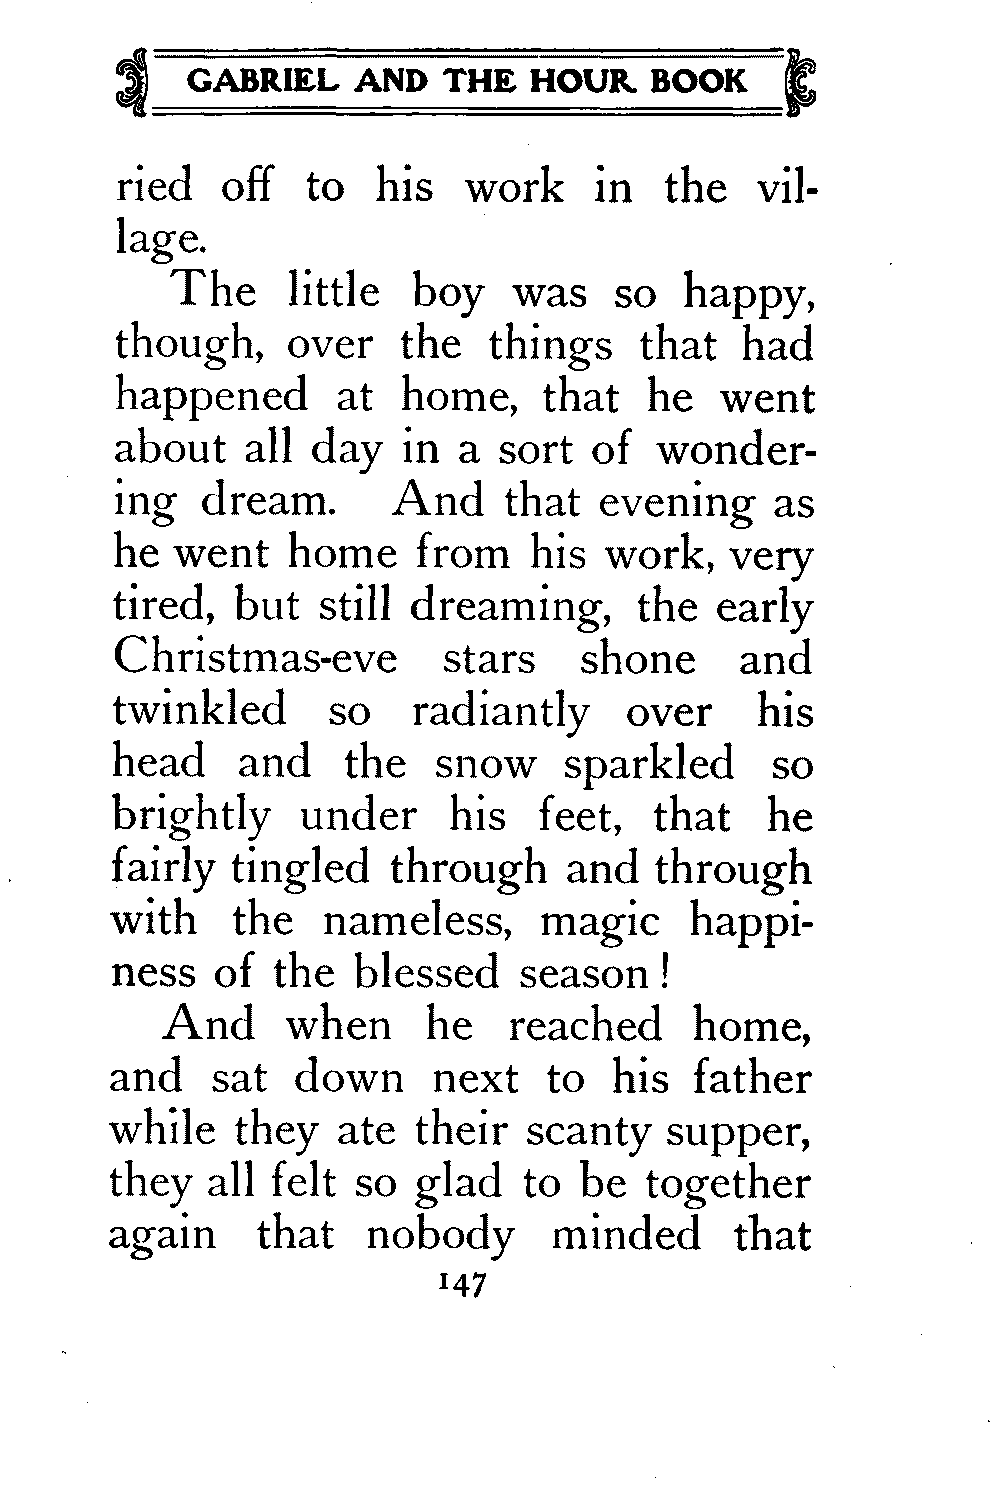 GABRIEL AND THE HOUR BOOK
ried off to his work in the vil-
lage.
The little boy was so happy,
though, over the things that had
happened at home, that he went
about all day in a sort of wonder-
ing dream. And that evening as
he went home from his work, very
tired, but still dreaming, the early
Christmas-eve stars shone and
twinkled so radiantly over his
head and the snow sparkled so
brightly under his feet, that he
fairly tingled through and through
with the nameless, magic happi-
ness of the blessed season!
And when he reached home,
and sat down next to his father
while they ate their scanty supper,
they all felt so glad to be together
again that nobody minded that
147